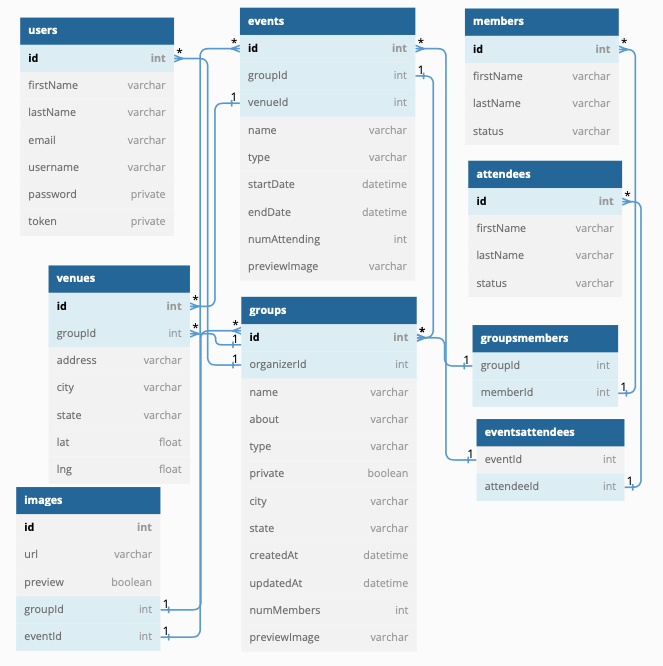 users
id int
firstName varchar
lastName varchar
email varchar
username varchar
password private
token private
events
id int
groupId int
venueId int
name varchar
type varchar
startDate datetime
endDate datetime
numAttending int
previewImage varchar
members
id int
firstName varchar
lastName varchar
status varchar
attendees
id int
firstName varchar
lastName varchar
status varchar
venues
id int
groupId int
address varchar
city varchar
state varchar
lat float
lng float
groups
id int
organizerId int
name varchar
about varchar
type varchar
private boolean
city varchar
state varchar
createdAt datetime
updatedAt datetime
numMembers int
previewImage varchar
groupsmembers
groupId int
memberId int
eventsattendees
eventId int
attendeeId int
images
id int
url varchar
preview boolean
groupId int
eventId int
*
*
*
*
1
1
*
*
*
*
1
1
*
1
1
1
1
1
1